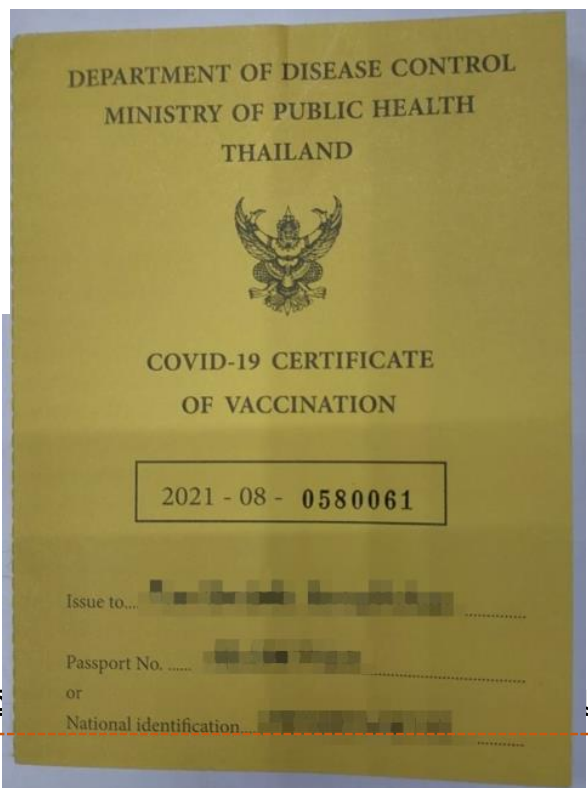 DEPARTMENT OF DISEASE CONTROL
MINISTRY OF PUBLIC HEALTH
THAILAND
COVID-19 CERTIFICATE
OF VACCINATION
2021 - 08 - 0580061
Issue to....
Passport No. ......
or
National identification...